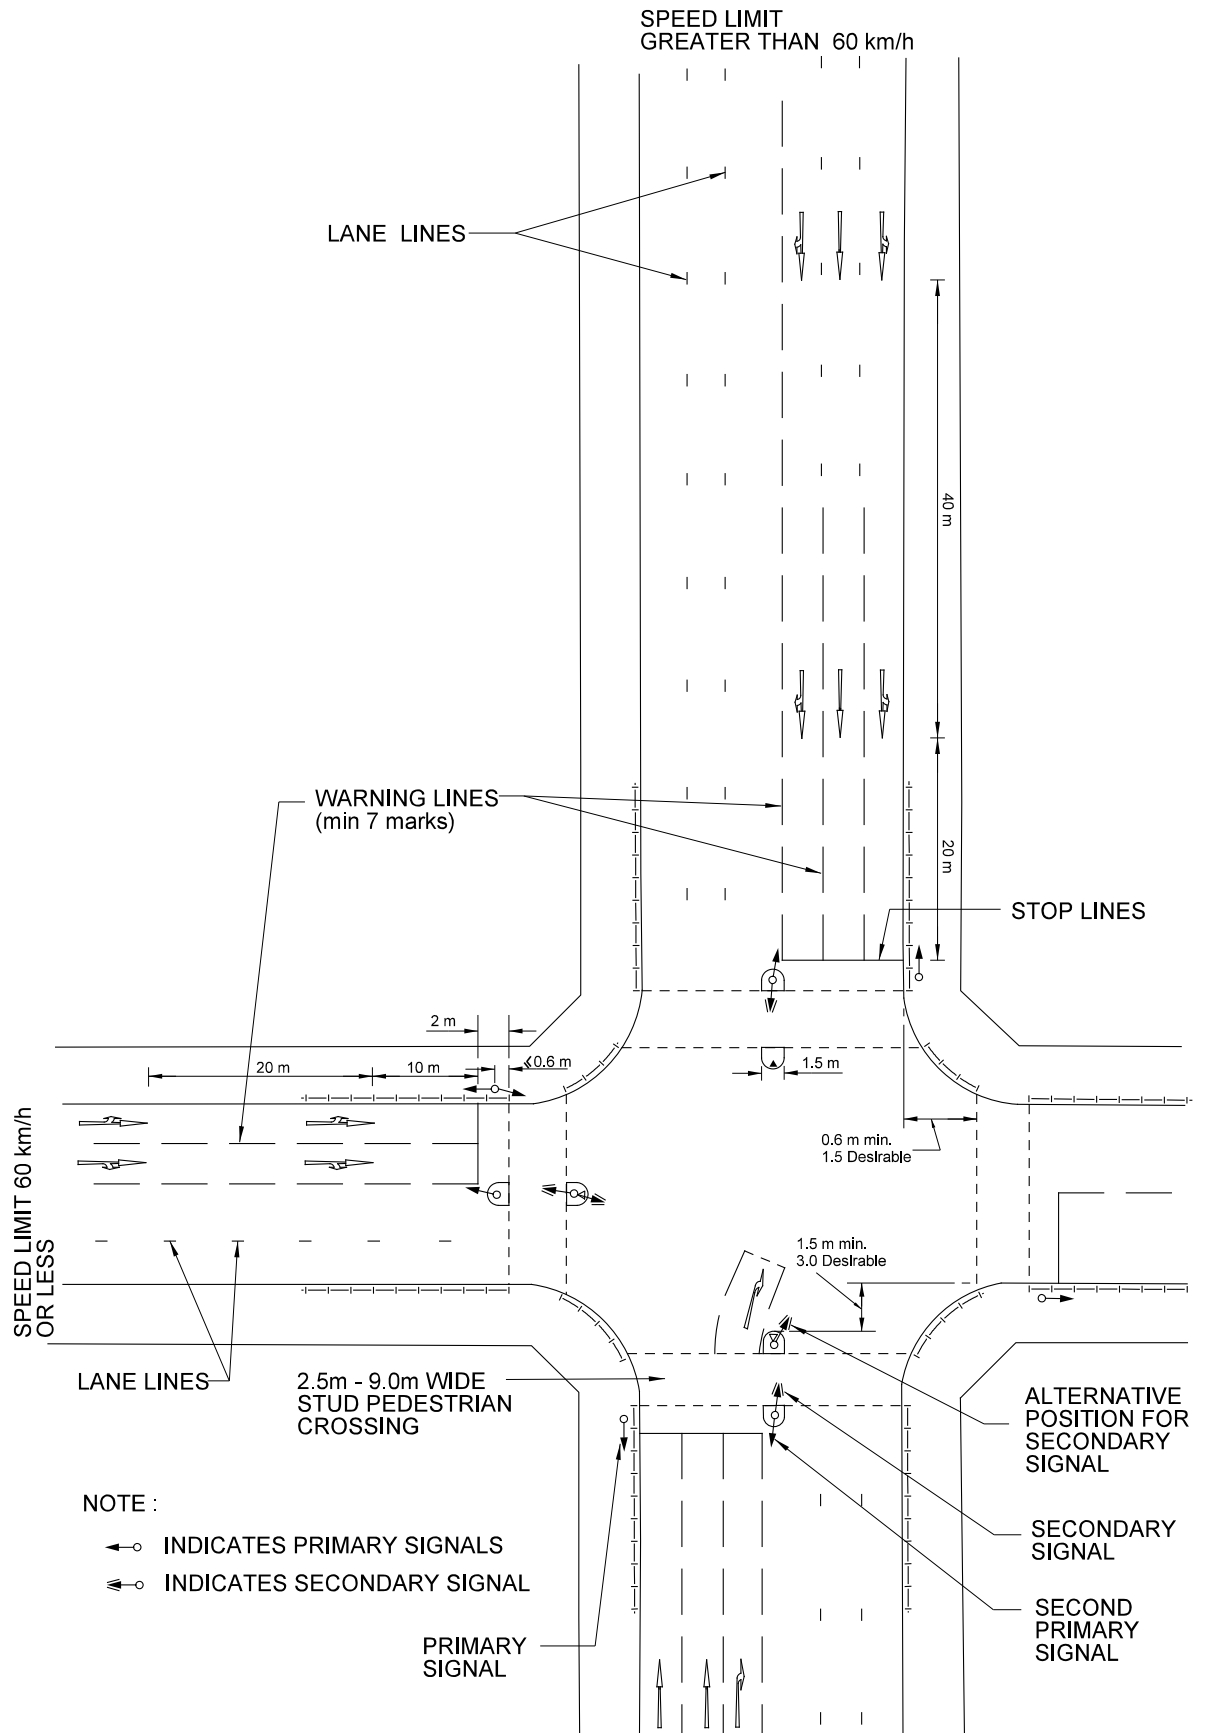 SPEED LIMIT
GREATER THAN 60 km/h
LANE LINES
40 m
WARNING LINES
(min 7 marks)
20 m
STOP LINES
2 m
20 m
10 m
0.6 m
1.5 m
0.6 m min.
1.5 Desirable
SPEED LIMIT 60 km/h
OR LESS
1.5 m min.
3.0 Desirable
LANE LINES
2.5m - 9.0m WIDE
STUD PEDESTRIAN
CROSSING
ALTERNATIVE
POSITION FOR
SECONDARY
SIGNAL
NOTE :
INDICATES PRIMARY SIGNALS
INDICATES SECONDARY SIGNAL
SECONDARY
SIGNAL
SECOND
PRIMARY
SIGNAL
PRIMARY
SIGNAL